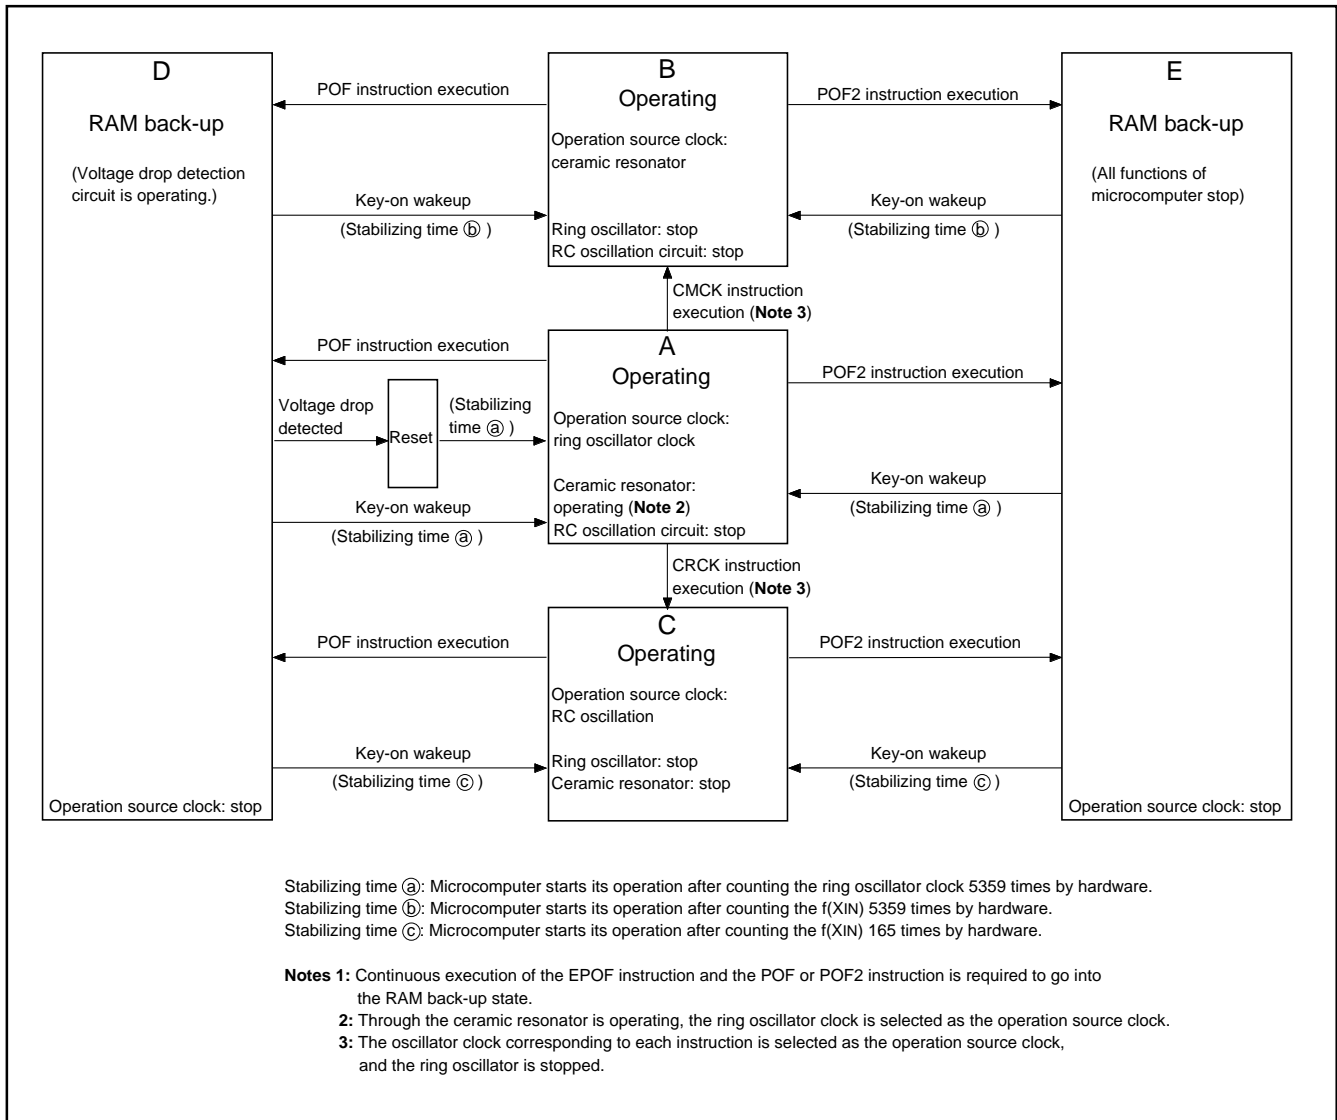 D
RAM back-up
(Voltage drop detection
circuit is operating.)
Operation source clock: stop
POF instruction execution
Key-on wakeup
(Stabilizing time ⓑ )
B
Operating
Operation source clock:
ceramic resonator
Ring oscillator: stop
RC oscillation circuit: stop
POF2 instruction execution
Key-on wakeup
(Stabilizing time ⓑ )
E
RAM back-up
(All functions of
microcomputer stop)
Operation source clock: stop
CMCK instruction
execution (Note 3)
POF instruction execution
Voltage drop
detected
Reset
(Stabilizing
time ⓐ )
Key-on wakeup
(Stabilizing time ⓐ )
A
Operating
Operation source clock:
ring oscillator clock
Ceramic resonator:
operating (Note 2)
RC oscillation circuit: stop
POF2 instruction execution
Key-on wakeup
(Stabilizing time ⓐ )
CRCK instruction
execution (Note 3)
POF instruction execution
Key-on wakeup
(Stabilizing time ⓒ )
C
Operating
Operation source clock:
RC oscillation
Ring oscillator: stop
Ceramic resonator: stop
POF2 instruction execution
Key-on wakeup
(Stabilizing time ⓒ )
Stabilizing time ⓐ: Microcomputer starts its operation after counting the ring oscillator clock 5359 times by hardware.
Stabilizing time ⓑ: Microcomputer starts its operation after counting the f(XIN) 5359 times by hardware.
Stabilizing time ⓒ: Microcomputer starts its operation after counting the f(XIN) 165 times by hardware.
Notes 1: Continuous execution of the EPOF instruction and the POF or POF2 instruction is required to go into
the RAM back-up state.
2: Through the ceramic resonator is operating, the ring oscillator clock is selected as the operation source clock.
3: The oscillator clock corresponding to each instruction is selected as the operation source clock,
and the ring oscillator is stopped.